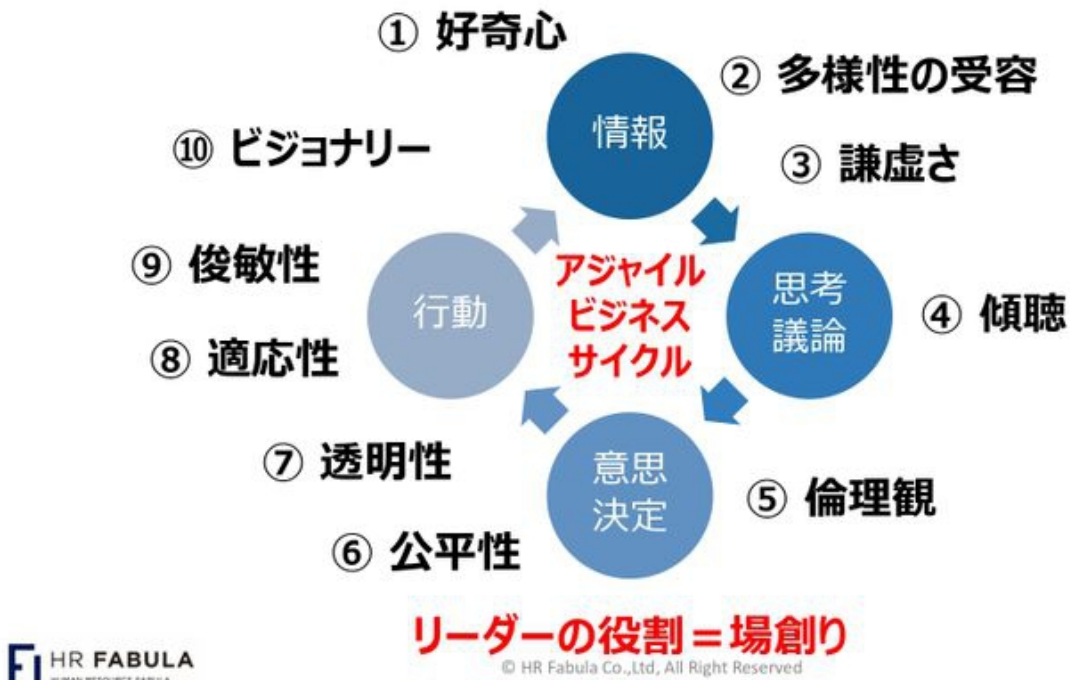 ① 好奇心
② 多様性の受容
③ 謙虚さ
④ 傾聴
⑤ 倫理観
⑥ 公平性
⑦ 透明性
⑧ 適応性
⑨ 俊敏性
⑩ ビジョナリー
情報
思考
議論
意思
決定
行動
アジャイル
ビジネス
サイクル
リーダーの役割＝場創り
HR FABULA
© HR Fabula Co.,Ltd, All Right Reserved